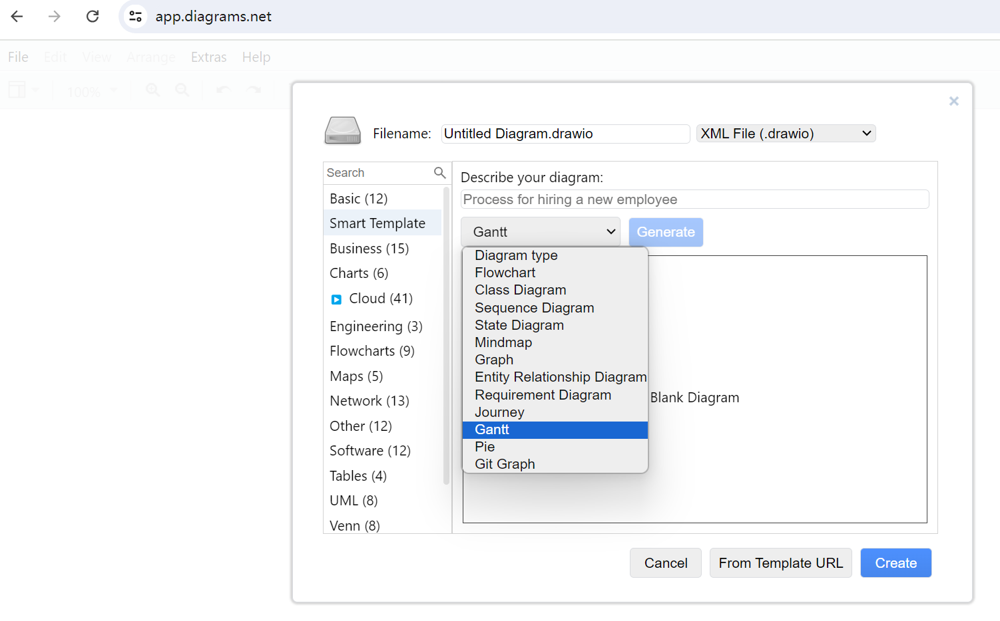 app.diagrams.net
File Edit View Arrange Extras Help
100%
Filename: Untitled Diagram.drawio XML File (.drawio)
Search
Basic (12)
Smart Template
Business (15)
Charts (6)
Cloud (41)
Engineering (3)
Flowcharts (9)
Maps (5)
Network (13)
Other (12)
Software (12)
Tables (4)
UML (8)
Venn (8)
Describe your diagram:
Process for hiring a new employee
Gantt Generate
Diagram type
Flowchart
Class Diagram
Sequence Diagram
State Diagram
Mindmap
Graph
Entity Relationship Diagram
Requirement Diagram
Journey
Gantt
Pie
Git Graph
Blank Diagram
Cancel From Template URL Create